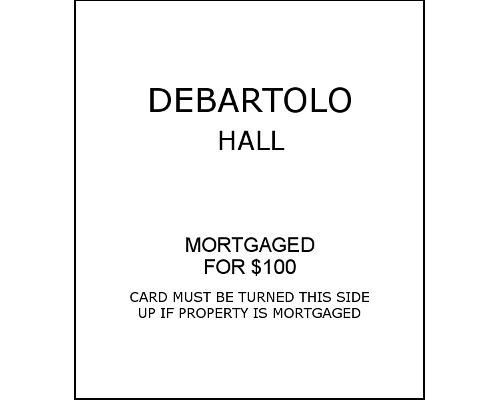 DEBARTOLO
HALL
MORTGAGED
FOR $100
CARD MUST BE TURNED THIS SIDE
UP IF PROPERTY IS MORTGAGED